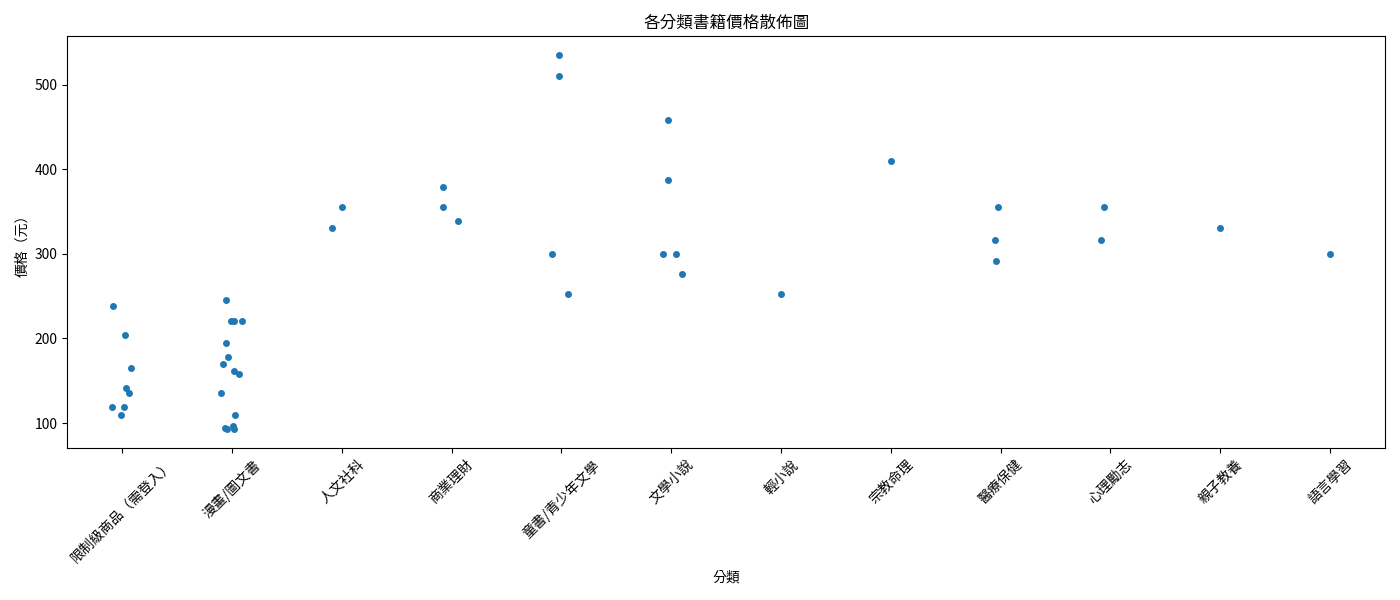 各分類書籍價格散佈圖
價格（元）
500
400
300
200
100
限制級商品（需登入）
漫畫/圖文書
人文社科
商業理財
童書/青少年文學
文學小說
輕小說
宗教命理
醫療保健
心理勵志
親子教養
語言學習
分類